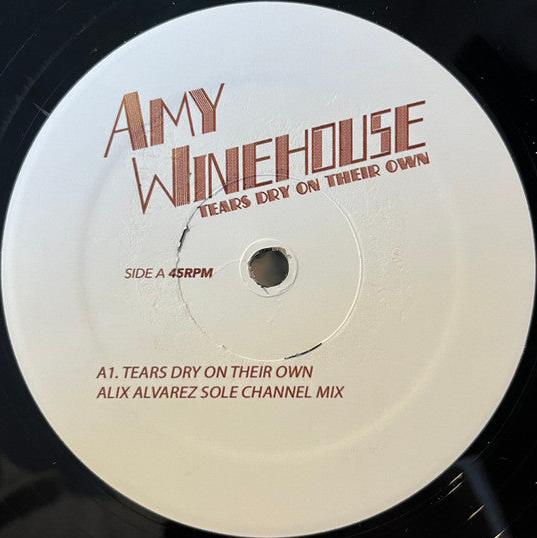 AMY
WINEHOUSE
TEARS DRY ON THEIR OWN
SIDE A 45RPM
A1. TEARS DRY ON THEIR OWN
ALIX ALVAREZ SOLE CHANNEL MIX